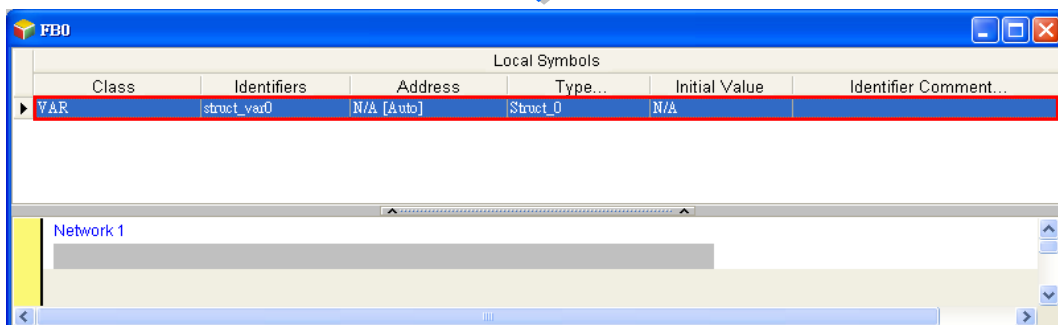 FB0
Local Symbols
Class Identifiers Address Type... Initial Value Identifier Comment...
VAR struct_var0 N/A [Auto] Struct_0 N/A
Network 1